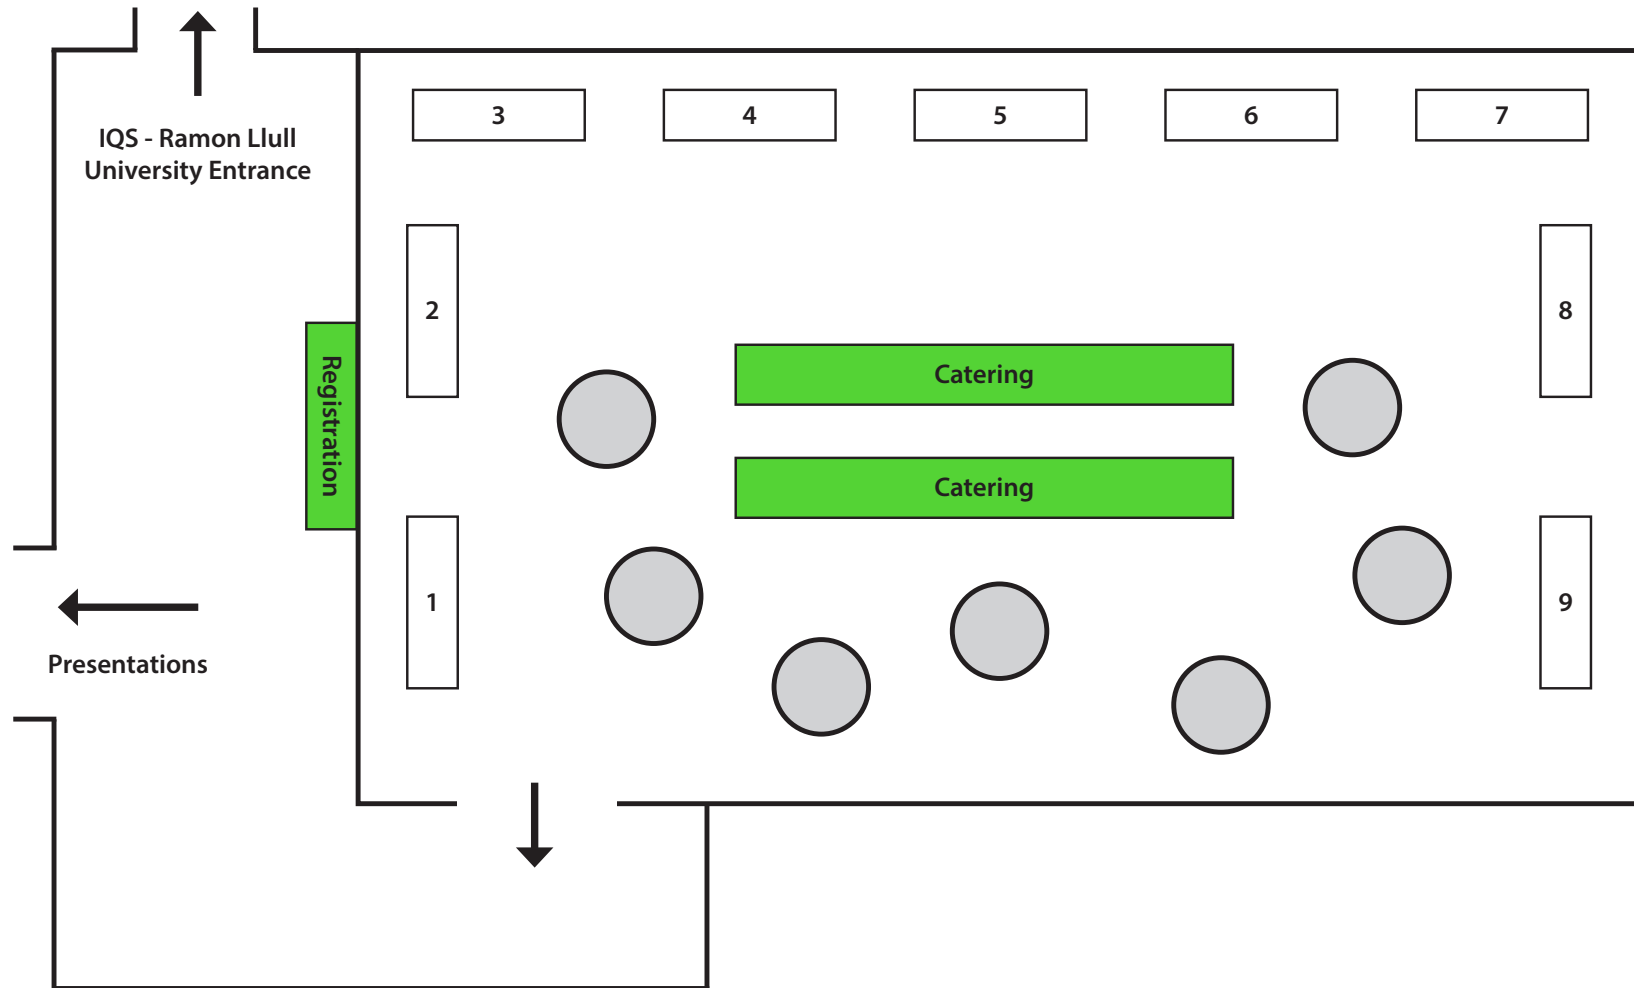 IQS - Ramon Llull
University Entrance
3
4
5
6
7
2
8
Registration
Catering
Catering
1
9
Presentations